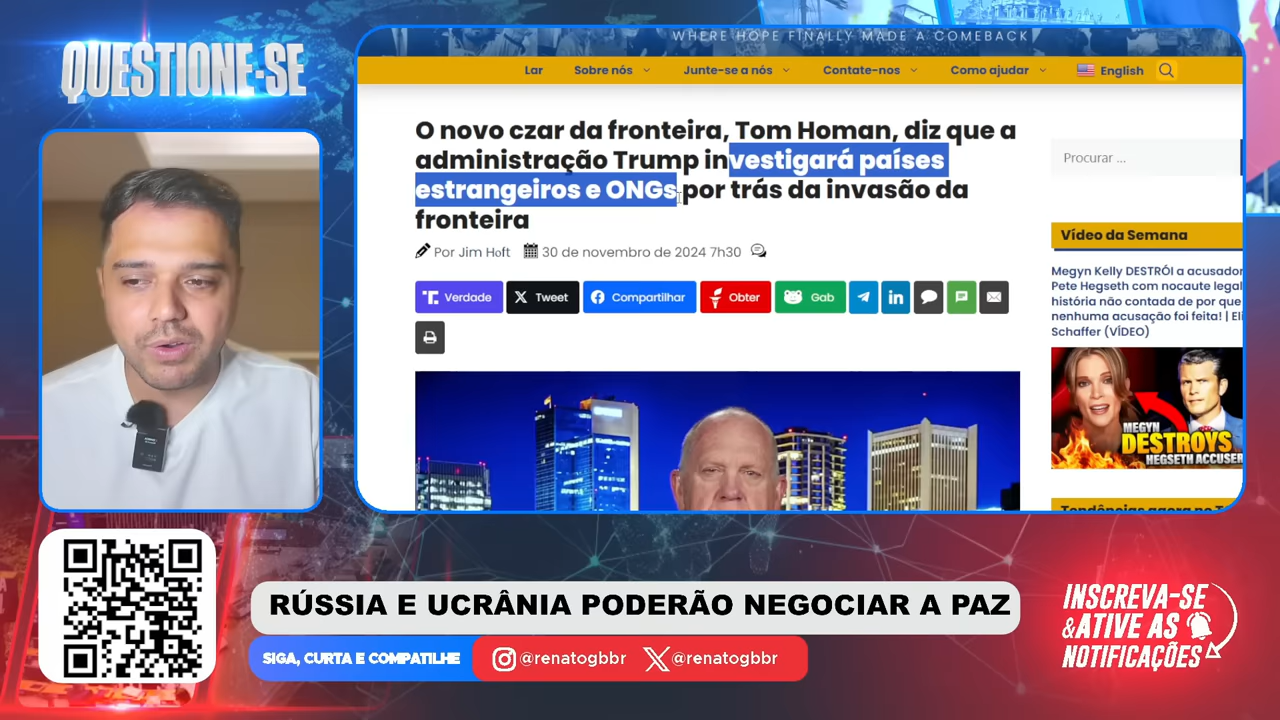 QUESTIONE-SE
WHERE HOPE FINALLY MADE A COMEBACK
Lar Sobre nós Junte-se a nós Contate-nos Como ajudar English
O novo czar da fronteira, Tom Homan, diz que a
administração Trump investigará países
estrangeiros e ONGs por trás da invasão da
fronteira
Por Jim Hoft 30 de novembro de 2024 7h30
Verdade Tweet Compartilhar Obter Gab
Procurar ...
Vídeo da Semana
Megyn Kelly DESTRÓI a acusador
Pete Hegseth com nocaute legal
história não contada de por que
nenhuma acusação foi feita! | Eli
Schaffer (VÍDEO)
MEGYN
DESTROYS
HEGSETH ACCUSER
RÚSSIA E UCRÂNIA PODERÃO NEGOCIAR A PAZ
SIGA, CURTA E COMPATILHE @renatogbbr @renatogbbr
INSCREVA-SE
&ATIVE AS
NOTIFICAÇÕES